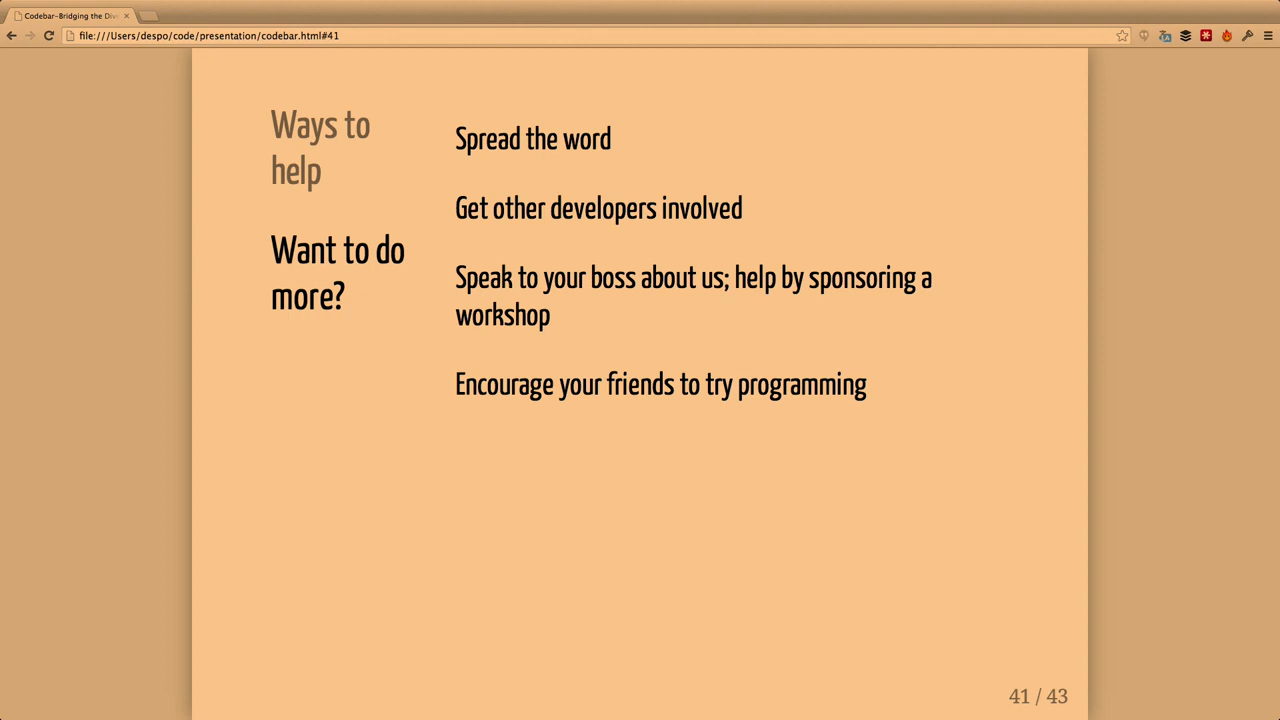 Codebar-Bridging the Div
file:///Users/despo/code/presentation/codebar.html#41
Ways to
help
Want to do
more?
Spread the word
Get other developers involved
Speak to your boss about us; help by sponsoring a
workshop
Encourage your friends to try programming
41 / 43